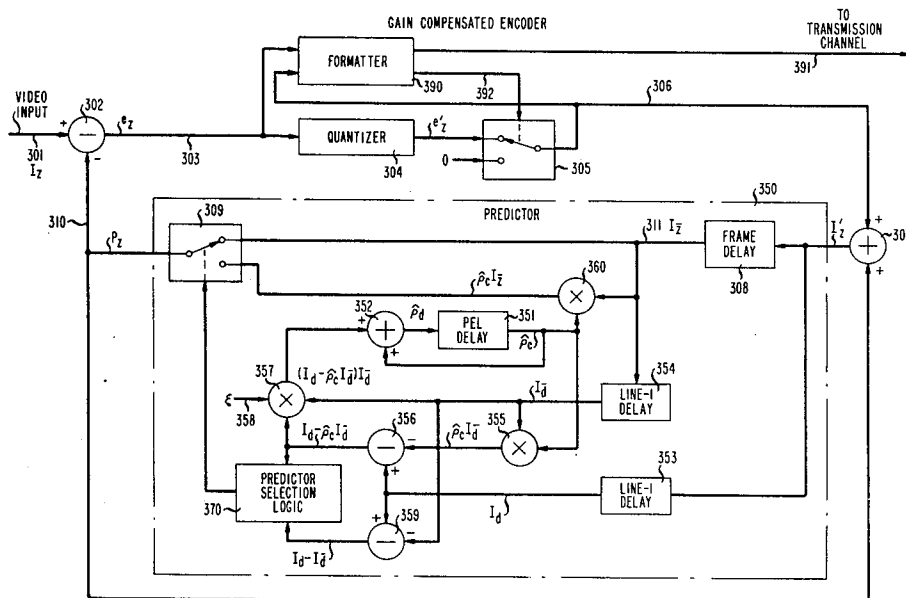 GAIN COMPENSATED ENCODER
TO
TRANSMISSION
CHANNEL
391
FORMATTER
390
392
306
VIDEO
INPUT
302
+
−
-
301
I_z
e_z
303
QUANTIZER
304
e'_z
0
305
310
350
PREDICTOR
309
P_z
311 I_z̄
FRAME
DELAY
308
I'_z
30
+
+
+
ρ̂_c I_z̄
360
×
352
+
+
+
ρ̂_d
351
PEL
DELAY
ρ̂_c
357
(I_d-ρ̂_c I_d̄)I_d̄
ξ
358
×
I_d̄
354
LINE-1
DELAY
356
I_d-ρ̂_c I_d̄
−
-
+
ρ̂_c I_d̄
355
×
353
LINE-1
DELAY
PREDICTOR
SELECTION
LOGIC
370
I_d
+
−
-
359
I_d-I_d̄